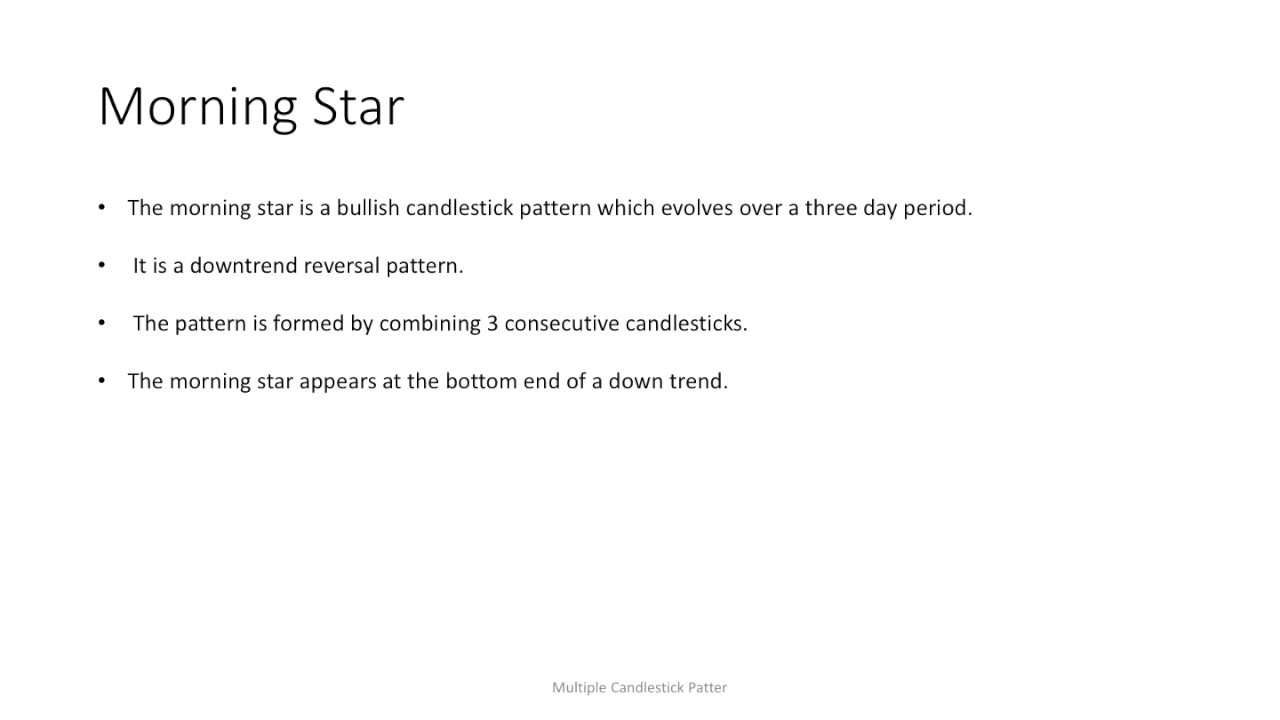 Morning Star
• The morning star is a bullish candlestick pattern which evolves over a three day period.
• It is a downtrend reversal pattern.
• The pattern is formed by combining 3 consecutive candlesticks.
• The morning star appears at the bottom end of a down trend.
Multiple Candlestick Patter